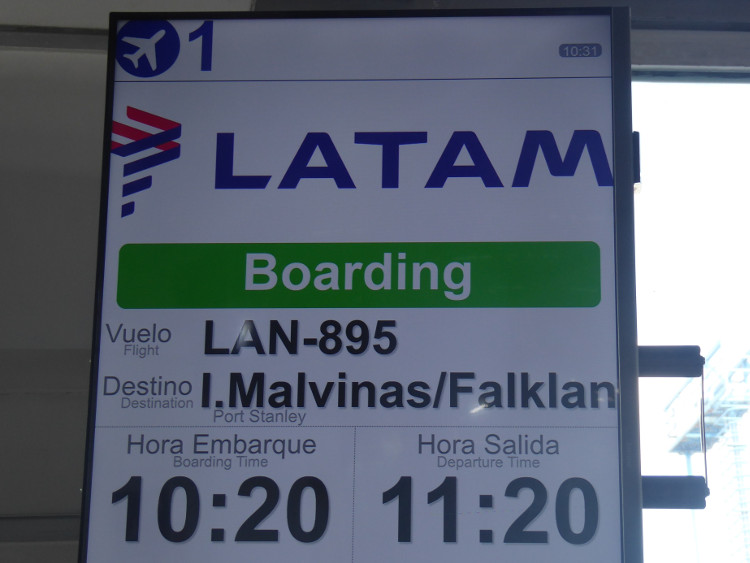 1
10:31
LATAM
Boarding
Vuelo LAN-895
Flight
Destino I.Malvinas/Falklan
Destination
Port Stanley
Hora Embarque Hora Salida
Boarding Time Departure Time
10:20 11:20